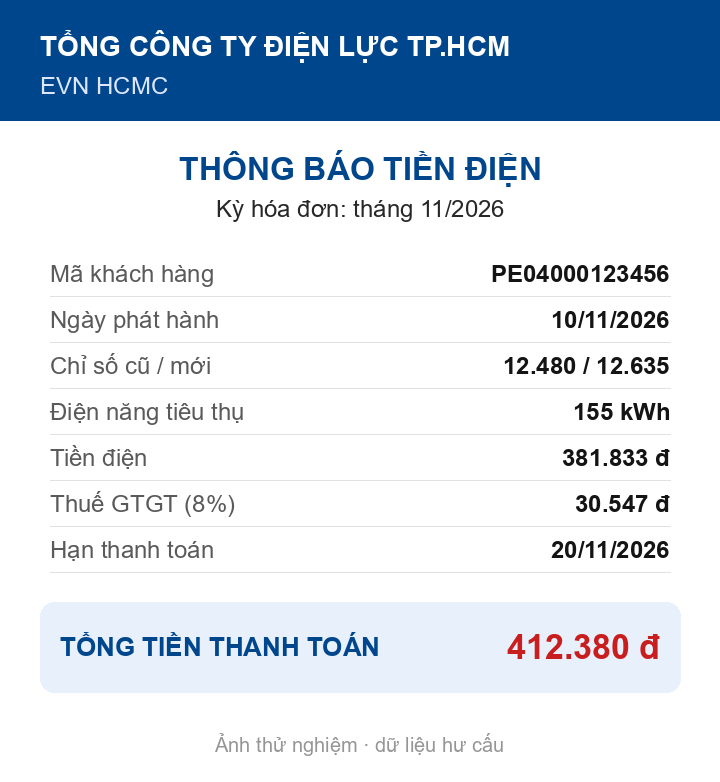 TỔNG CÔNG TY ĐIỆN LỰC TP.HCM
EVN HCMC
THÔNG BÁO TIỀN ĐIỆN
Kỳ hóa đơn: tháng 11/2026
Mã khách hàng PE04000123456
Ngày phát hành 10/11/2026
Chỉ số cũ / mới 12.480 / 12.635
Điện năng tiêu thụ 155 kWh
Tiền điện 381.833 đ
Thuế GTGT (8%) 30.547 đ
Hạn thanh toán 20/11/2026
TỔNG TIỀN THANH TOÁN 412.380 đ
Ảnh thử nghiệm · dữ liệu hư cấu